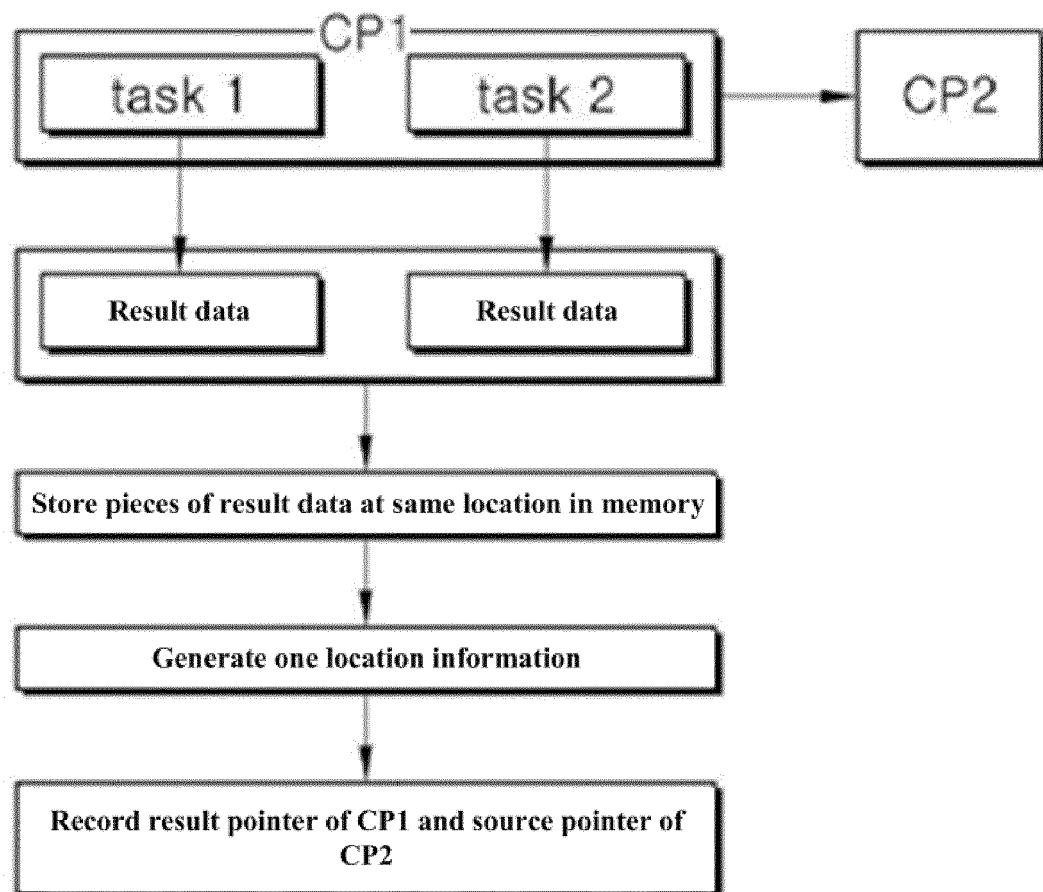 CP1
task 1
task 2
CP2
Result data
Result data
Store pieces of result data at same location in memory
Generate one location information
Record result pointer of CP1 and source pointer of
CP2